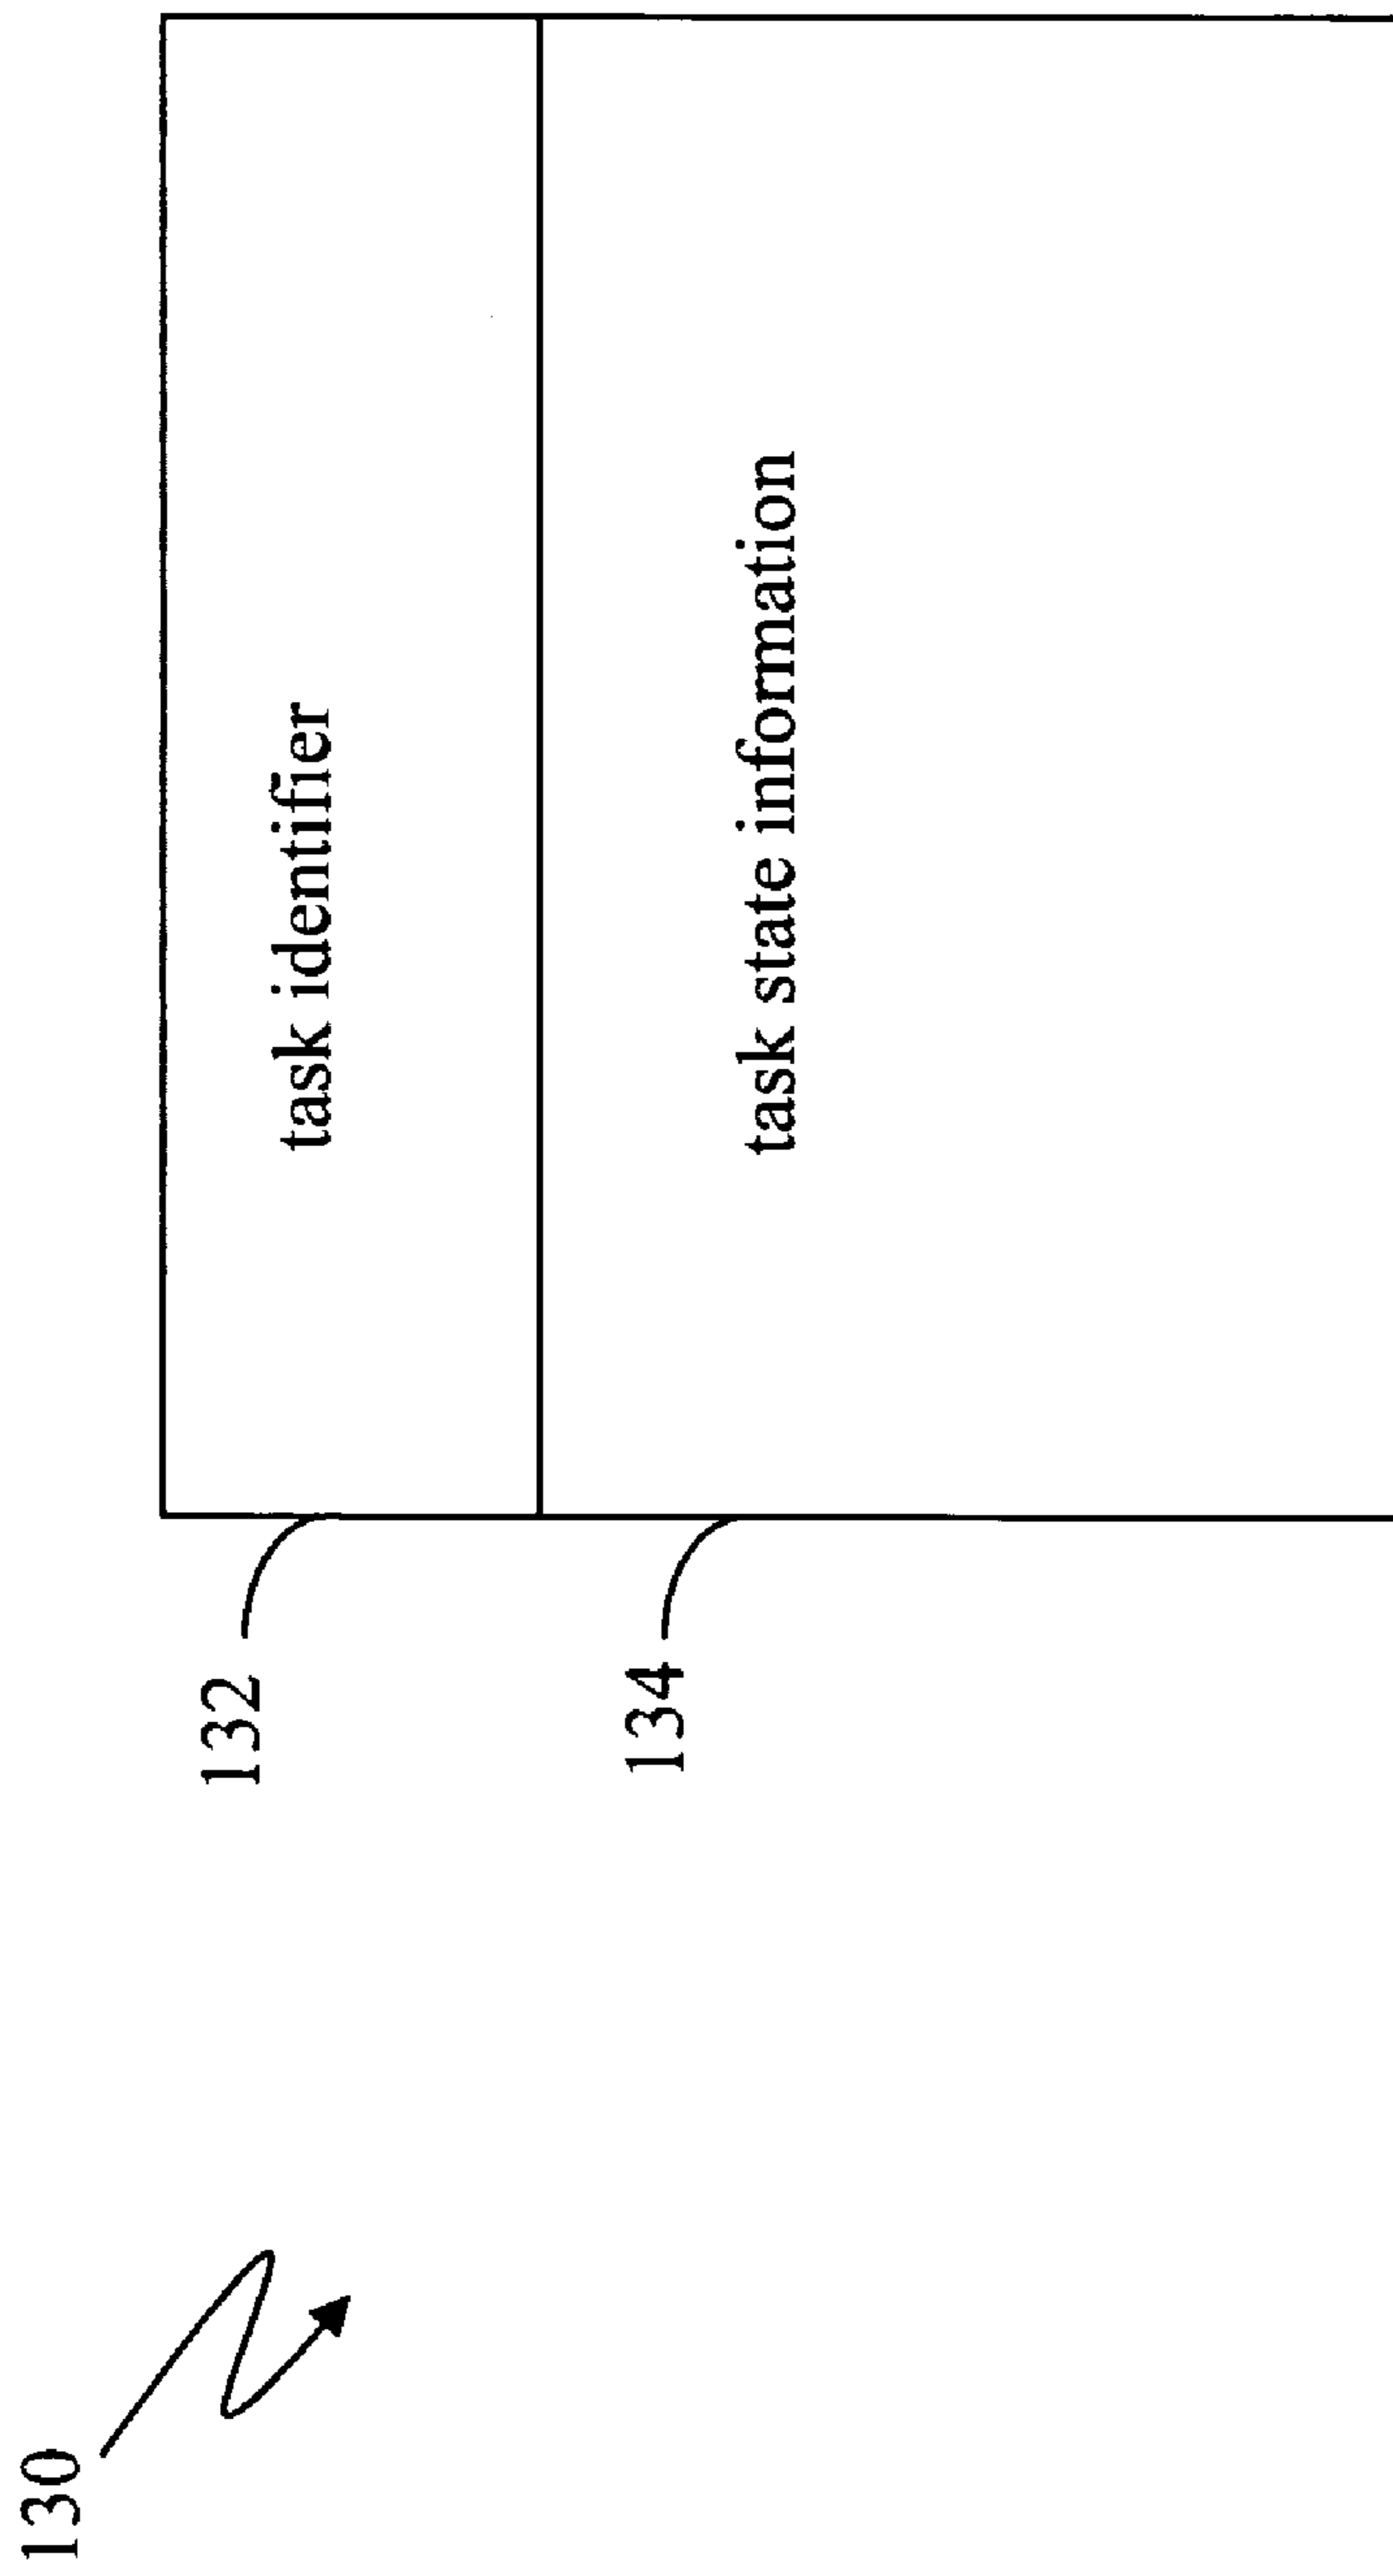 130
132
task identifier
134
task state information